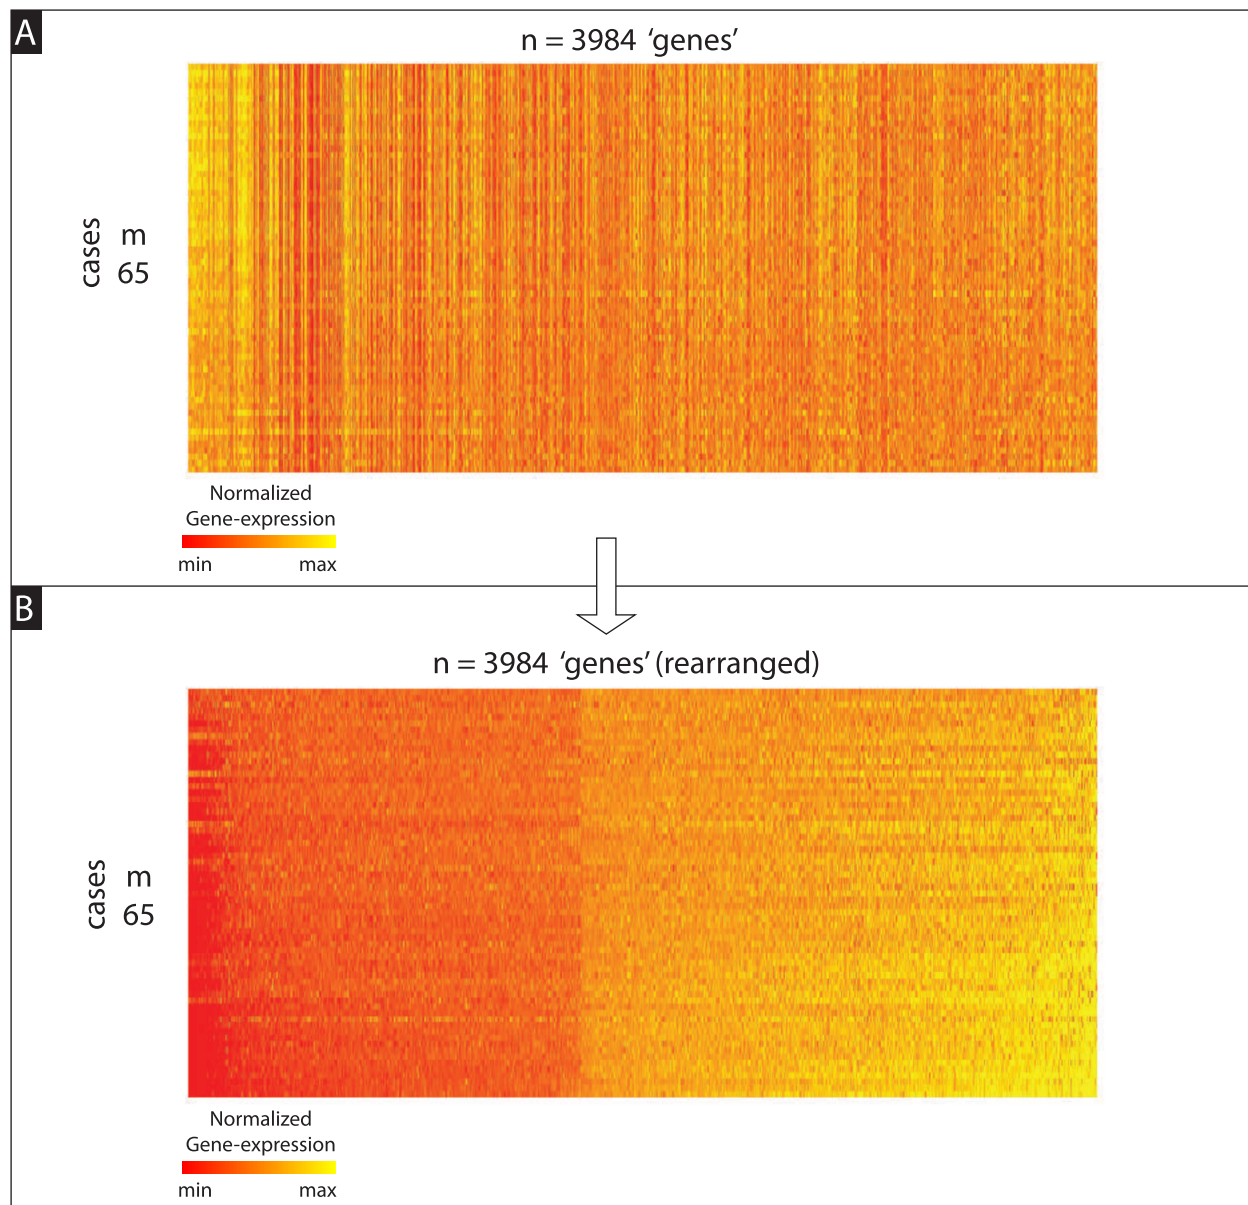 A
n = 3984 ‘genes’
cases
m
65
Normalized
Gene-expression
min max
B
n = 3984 ‘genes’ (rearranged)
cases
m
65
Normalized
Gene-expression
min max